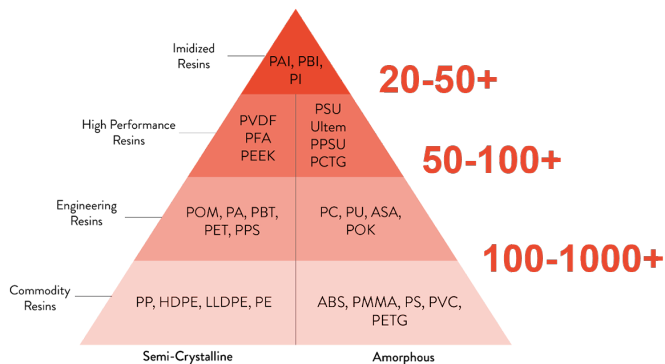 Imidized
Resins
PAI, PBI,
PI
20-50+
High Performance
Resins
PVDF
PFA
PEEK
PSU
Ultem
PPSU
PCTG
50-100+
Engineering
Resins
POM, PA, PBT,
PET, PPS
PC, PU, ASA,
POK
100-1000+
Commodity
Resins
PP, HDPE, LLDPE, PE
ABS, PMMA, PS, PVC,
PETG
Semi-Crystalline
Amorphous